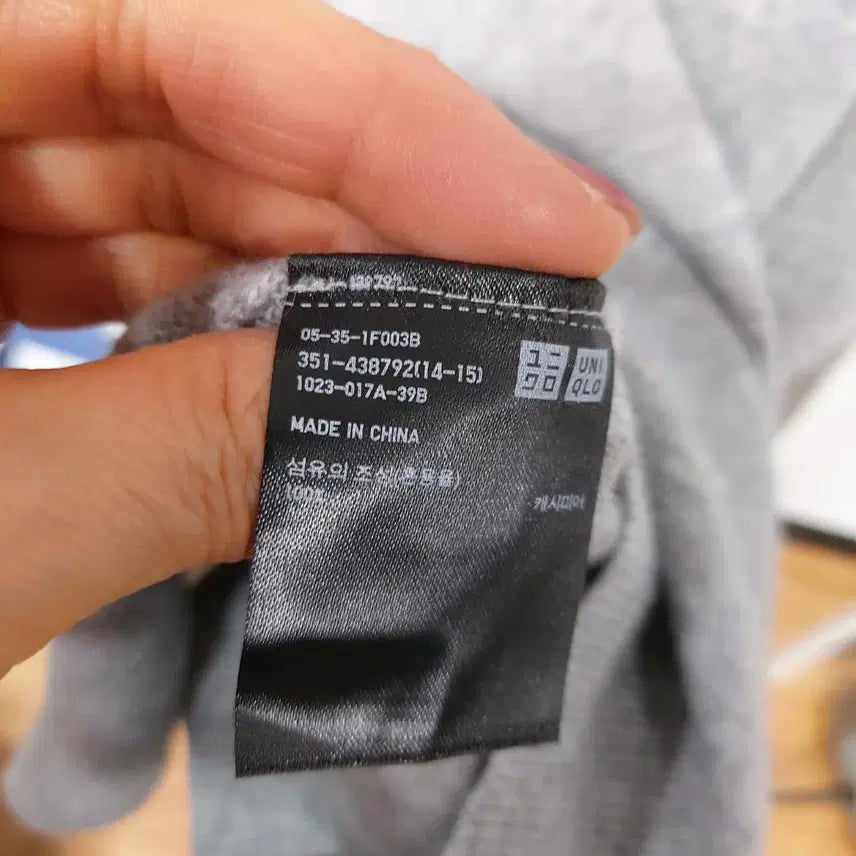 05-35-1F003B
351-438792(14-15)
1023-017A-39B
ユニ
クロ
UNI
QLO
MADE IN CHINA
섬유의 조성(혼용율)
100%
캐시미어